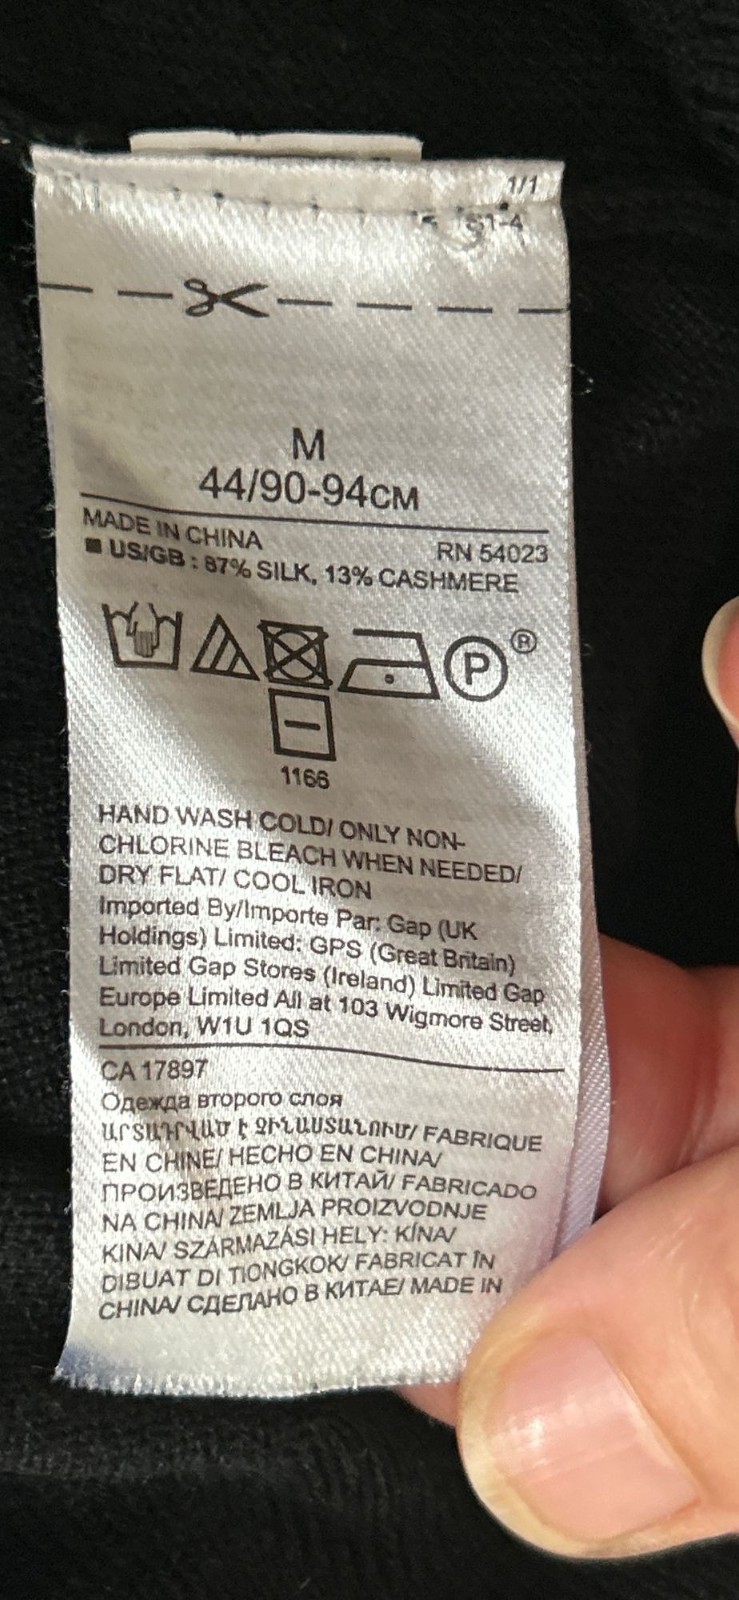 1/1
S1-4
M
44/90-94CM
MADE IN CHINA RN 54023
US/GB : 87% SILK, 13% CASHMERE
P ®
1166
HAND WASH COLD/ ONLY NON-
CHLORINE BLEACH WHEN NEEDED/
DRY FLAT/ COOL IRON
Imported By/Importe Par: Gap (UK
Holdings) Limited: GPS (Great Britain)
Limited Gap Stores (Ireland) Limited Gap
Europe Limited All at 103 Wigmore Street,
London, W1U 1QS
CA 17897
Одежда второго слоя
ԱՐՏԱԴՐՎԱԾ Է ՉԻՆԱՍՏԱՆՈՒՄ/ FABRIQUE
EN CHINE/ HECHO EN CHINA/
ПРОИЗВЕДЕНО В КИТАЙ/ FABRICADO
NA CHINA/ ZEMLJA PROIZVODNJE
KINA/ SZÁRMAZÁSI HELY: KÍNA/
DIBUAT DI TIONGKOK/ FABRICAT ÎN
CHINA/ СДЕЛАНО В КИТАЕ/ MADE IN